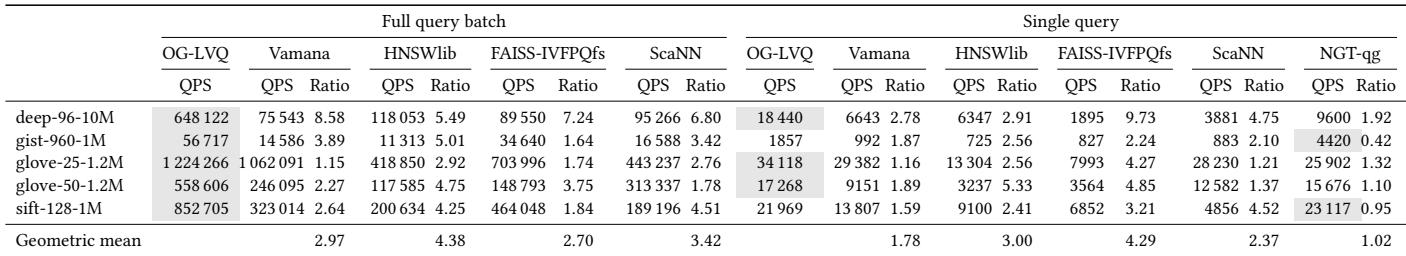 Full query batch Single query
OG-LVQ Vamana HNSWlib FAISS-IVFPQfs ScaNN OG-LVQ Vamana HNSWlib FAISS-IVFPQfs ScaNN NGT-qg
QPS QPS Ratio QPS Ratio QPS Ratio QPS Ratio QPS QPS Ratio QPS Ratio QPS Ratio QPS Ratio QPS Ratio
deep-96-10M 648 122 75 543 8.58 118 053 5.49 89 550 7.24 95 266 6.80 18 440 6643 2.78 6347 2.91 1895 9.73 3881 4.75 9600 1.92
gist-960-1M 56 717 14 586 3.89 11 313 5.01 34 640 1.64 16 588 3.42 1857 992 1.87 725 2.56 827 2.24 883 2.10 4420 0.42
glove-25-1.2M 1 224 266 1 062 091 1.15 418 850 2.92 703 996 1.74 443 237 2.76 34 118 29 382 1.16 13 304 2.56 7993 4.27 28 230 1.21 25 902 1.32
glove-50-1.2M 558 606 246 095 2.27 117 585 4.75 148 793 3.75 313 337 1.78 17 268 9151 1.89 3237 5.33 3564 4.85 12 582 1.37 15 676 1.10
sift-128-1M 852 705 323 014 2.64 200 634 4.25 464 048 1.84 189 196 4.51 21 969 13 807 1.59 9100 2.41 6852 3.21 4856 4.52 23 117 0.95
Geometric mean 2.97 4.38 2.70 3.42 1.78 3.00 4.29 2.37 1.02